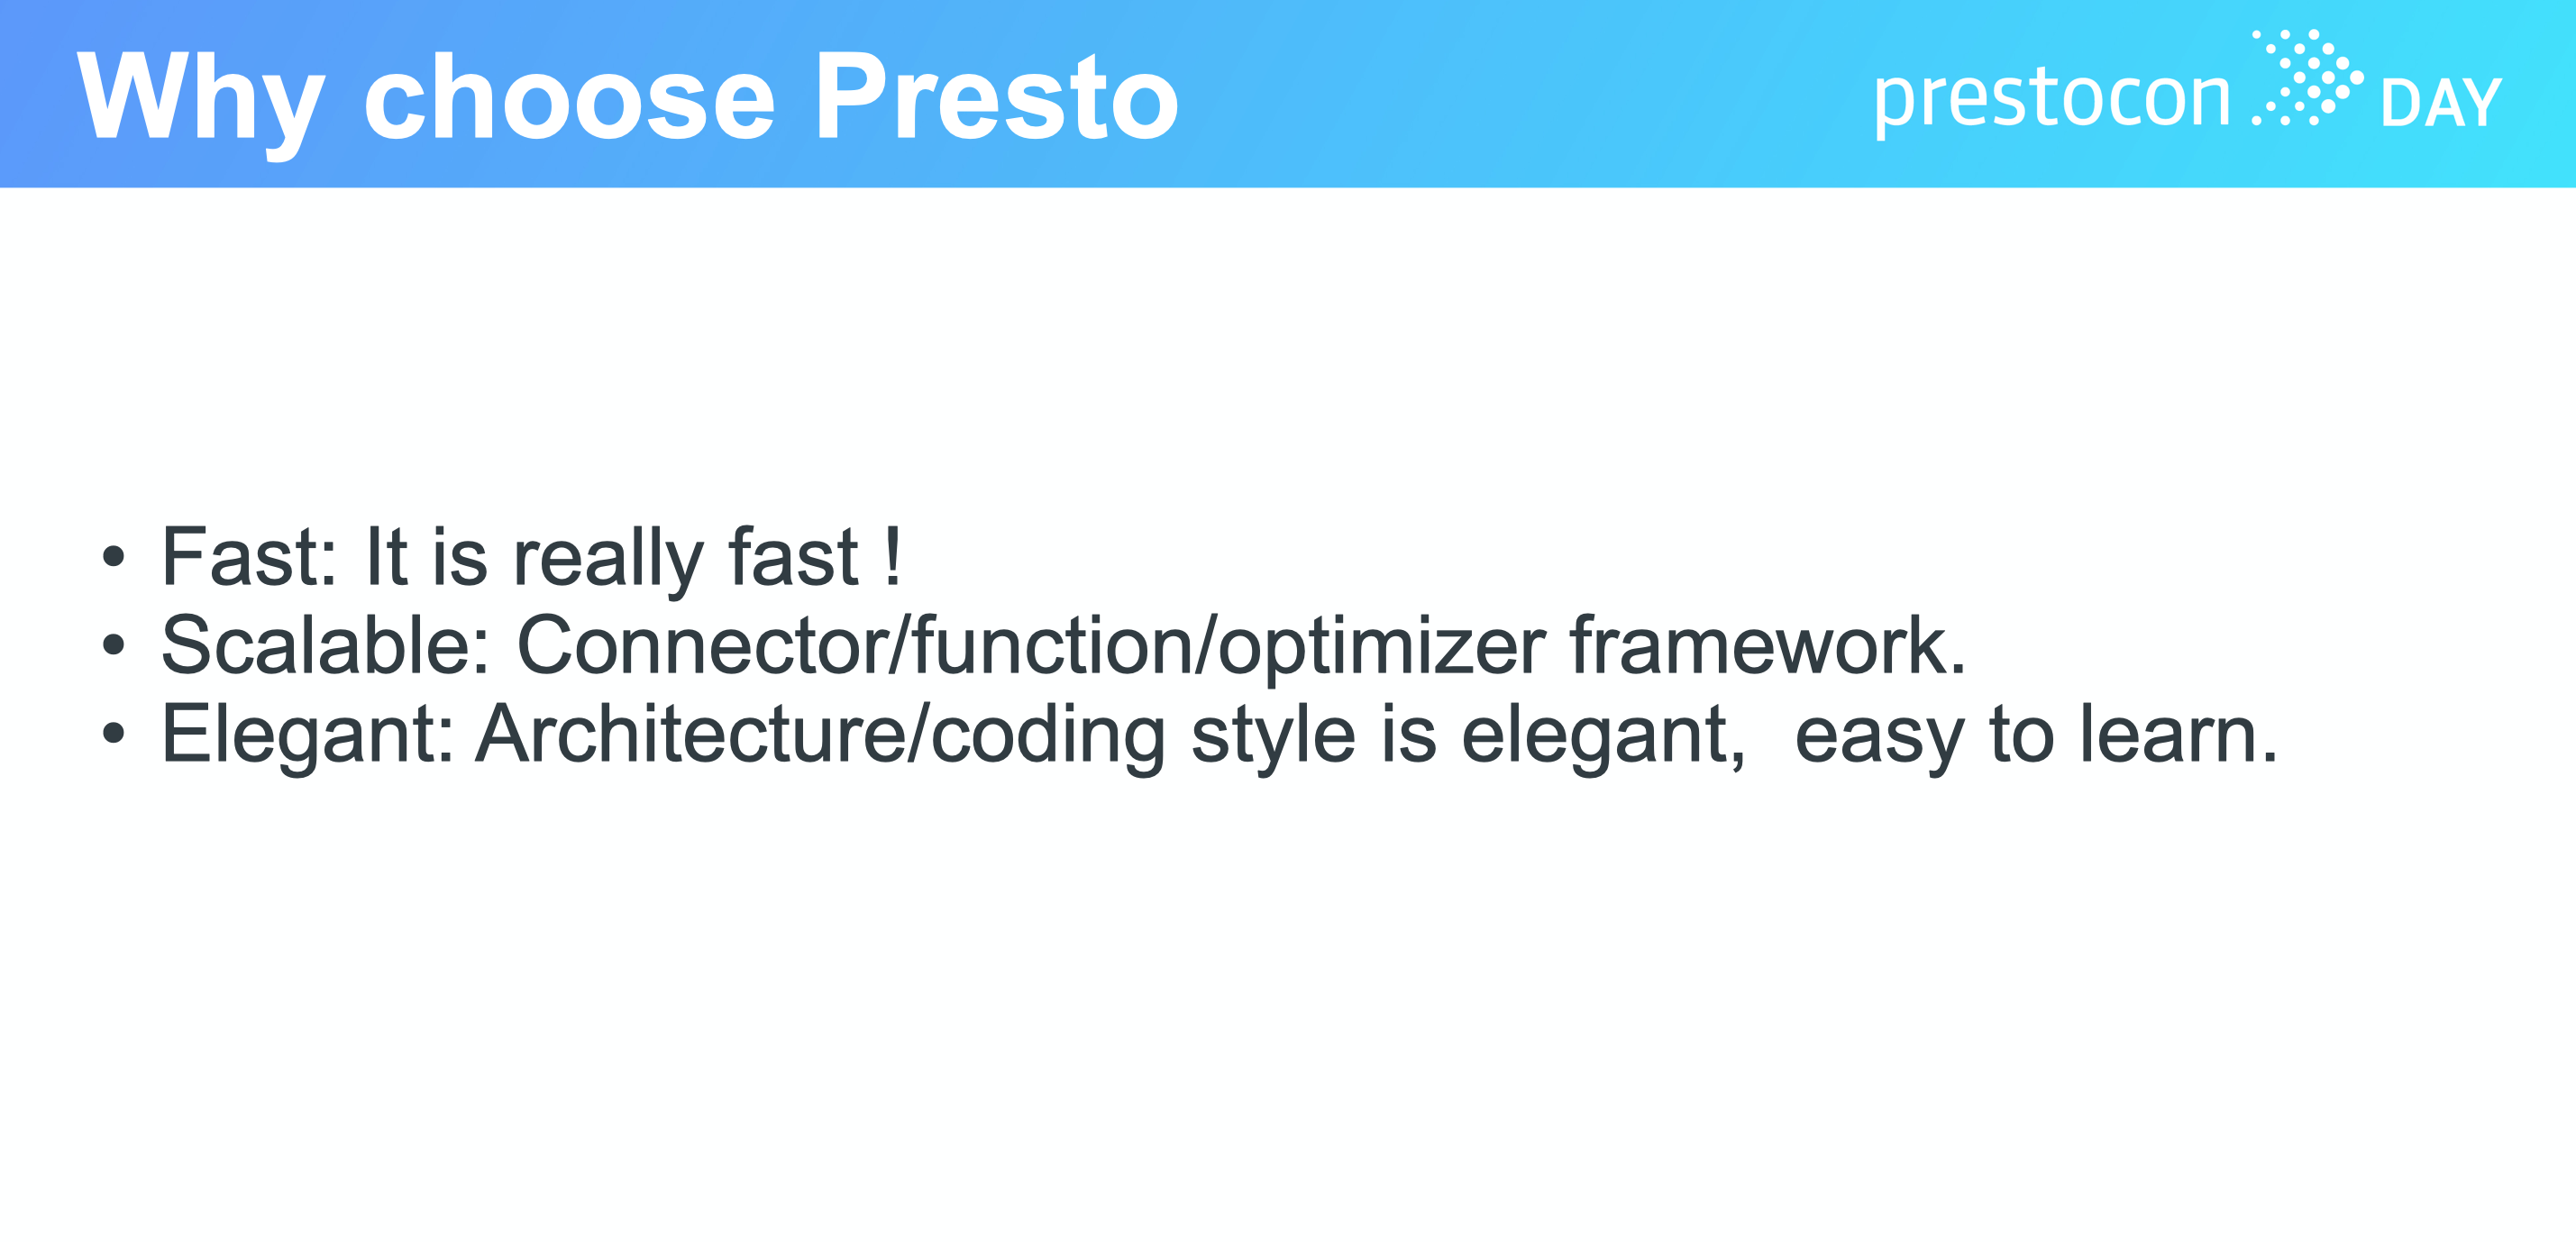 Why choose Presto
prestocon DAY
• Fast: It is really fast !
• Scalable: Connector/function/optimizer framework.
• Elegant: Architecture/coding style is elegant,  easy to learn.